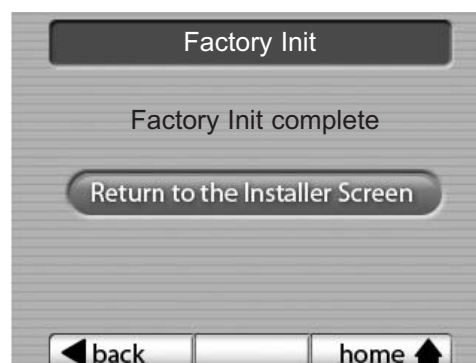 Factory Init
Factory Init complete
Return to the Installer Screen
back
home